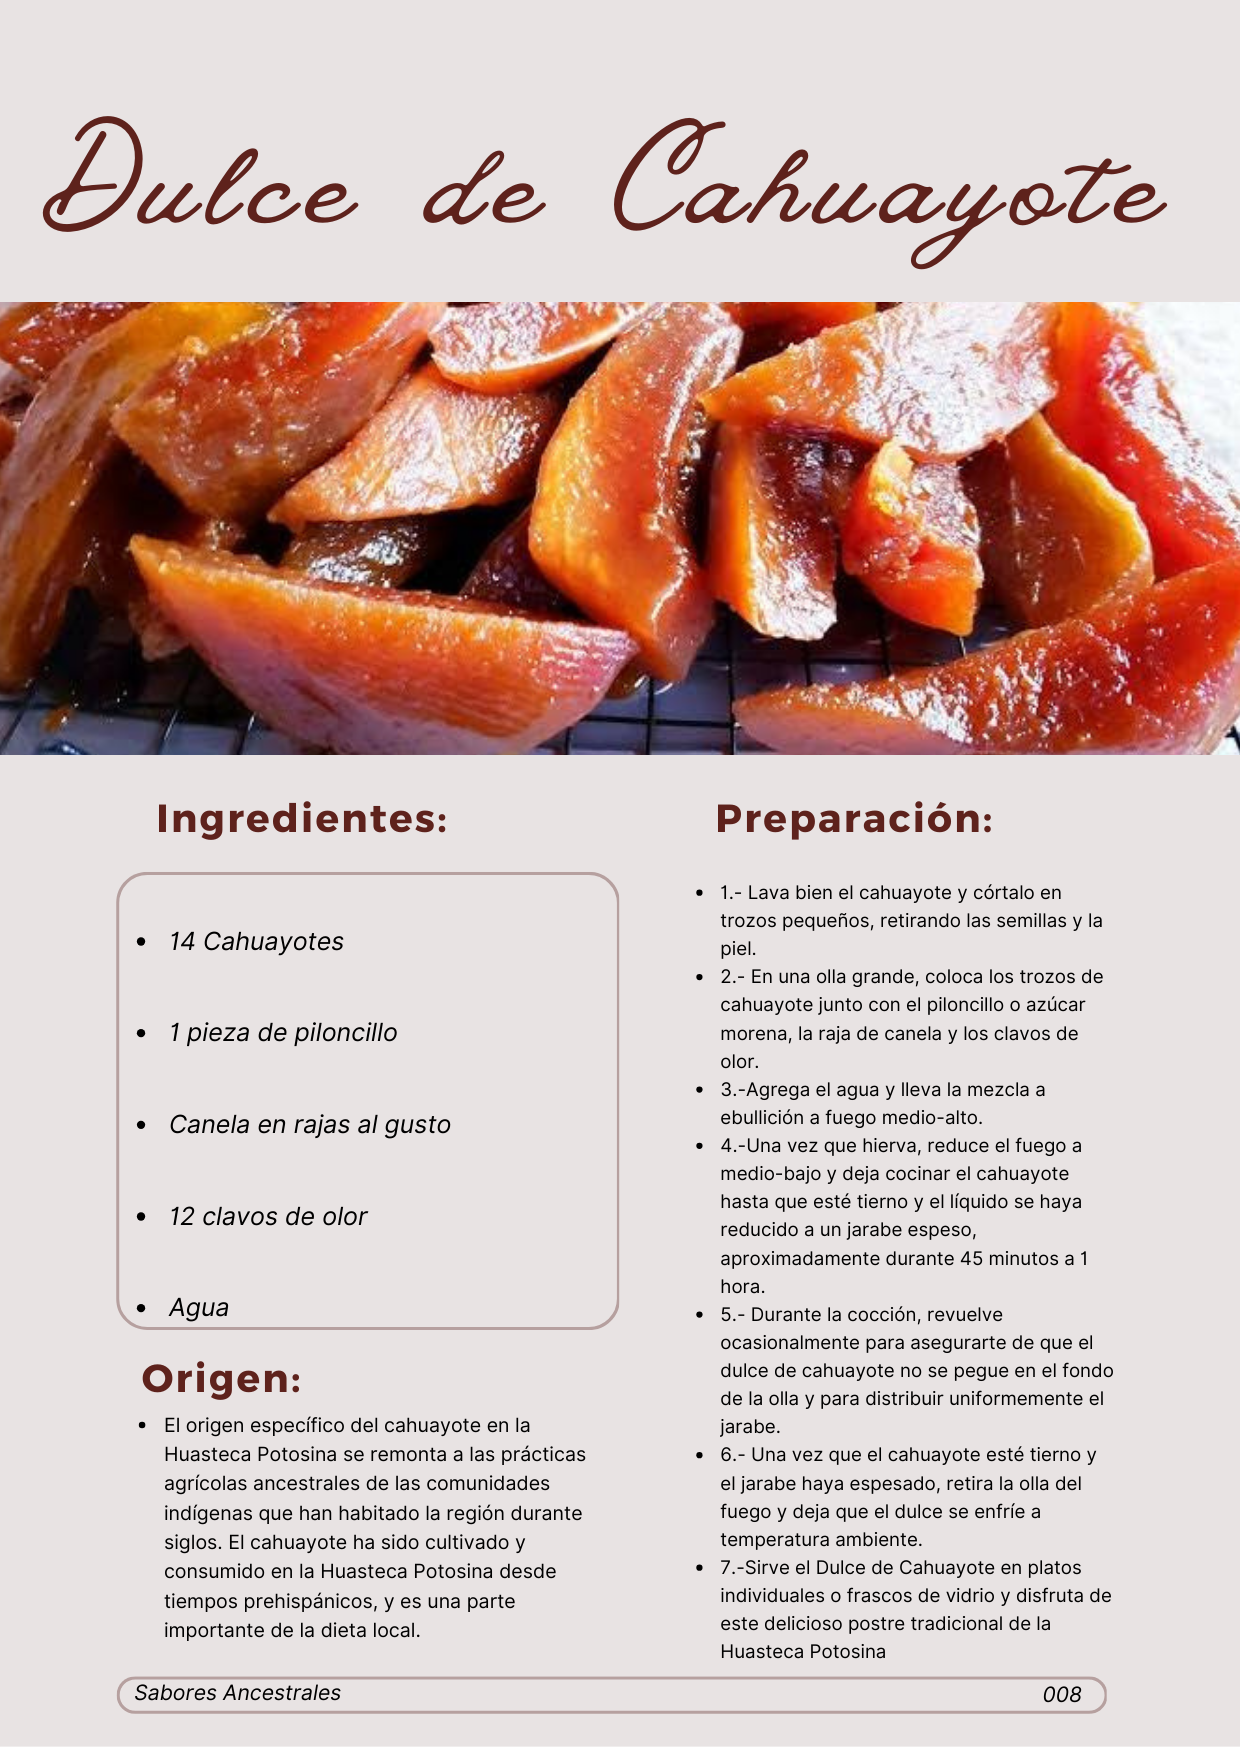 Dulce de Cahuayote
Ingredientes:
• 14 Cahuayotes
• 1 pieza de piloncillo
• Canela en rajas al gusto
• 12 clavos de olor
• Agua
Origen:
• El origen específico del cahuayote en la
Huasteca Potosina se remonta a las prácticas
agrícolas ancestrales de las comunidades
indígenas que han habitado la región durante
siglos. El cahuayote ha sido cultivado y
consumido en la Huasteca Potosina desde
tiempos prehispánicos, y es una parte
importante de la dieta local.
Preparación:
• 1.- Lava bien el cahuayote y córtalo en
trozos pequeños, retirando las semillas y la
piel.
• 2.- En una olla grande, coloca los trozos de
cahuayote junto con el piloncillo o azúcar
morena, la raja de canela y los clavos de
olor.
• 3.-Agrega el agua y lleva la mezcla a
ebullición a fuego medio-alto.
• 4.-Una vez que hierva, reduce el fuego a
medio-bajo y deja cocinar el cahuayote
hasta que esté tierno y el líquido se haya
reducido a un jarabe espeso,
aproximadamente durante 45 minutos a 1
hora.
• 5.- Durante la cocción, revuelve
ocasionalmente para asegurarte de que el
dulce de cahuayote no se pegue en el fondo
de la olla y para distribuir uniformemente el
jarabe.
• 6.- Una vez que el cahuayote esté tierno y
el jarabe haya espesado, retira la olla del
fuego y deja que el dulce se enfríe a
temperatura ambiente.
• 7.-Sirve el Dulce de Cahuayote en platos
individuales o frascos de vidrio y disfruta de
este delicioso postre tradicional de la
Huasteca Potosina
Sabores Ancestrales
008